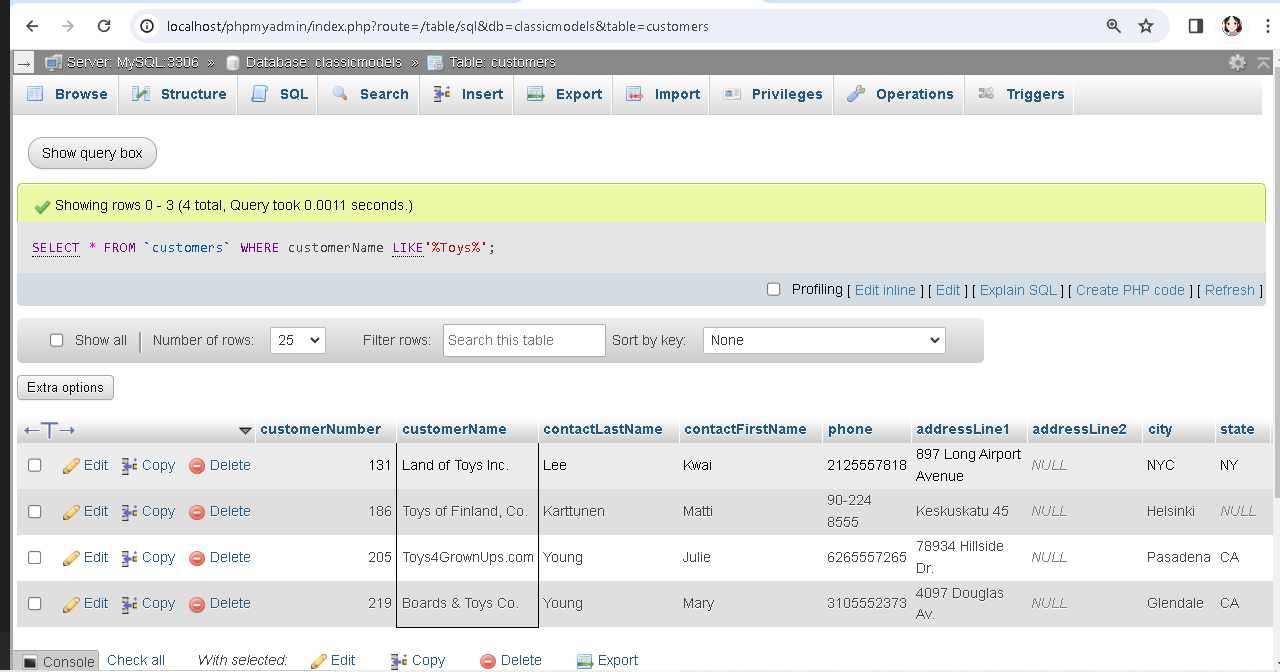 localhost/phpmyadmin/index.php?route=/table/sql&db=classicmodels&table=customers
Server: MySQL:3306 » Database: classicmodels » Table: customers
Browse Structure SQL Search Insert Export Import Privileges Operations Triggers
Show query box
Showing rows 0 - 3 (4 total, Query took 0.0011 seconds.)
SELECT * FROM `customers` WHERE customerName LIKE'%Toys%';
Profiling [ Edit inline ] [ Edit ] [ Explain SQL ] [ Create PHP code ] [ Refresh ]
Show all Number of rows: 25 Filter rows: Search this table Sort by key: None
Extra options
←T→ customerNumber customerName contactLastName contactFirstName phone addressLine1 addressLine2 city state
Edit Copy Delete 131 Land of Toys Inc. Lee Kwai 2125557818 897 Long Airport Avenue NULL NYC NY
Edit Copy Delete 186 Toys of Finland, Co. Karttunen Matti 90-224 8555 Keskuskatu 45 NULL Helsinki NULL
Edit Copy Delete 205 Toys4GrownUps.com Young Julie 6265557265 78934 Hillside Dr. NULL Pasadena CA
Edit Copy Delete 219 Boards & Toys Co. Young Mary 3105552373 4097 Douglas Av. NULL Glendale CA
Console Check all With selected: Edit Copy Delete Export